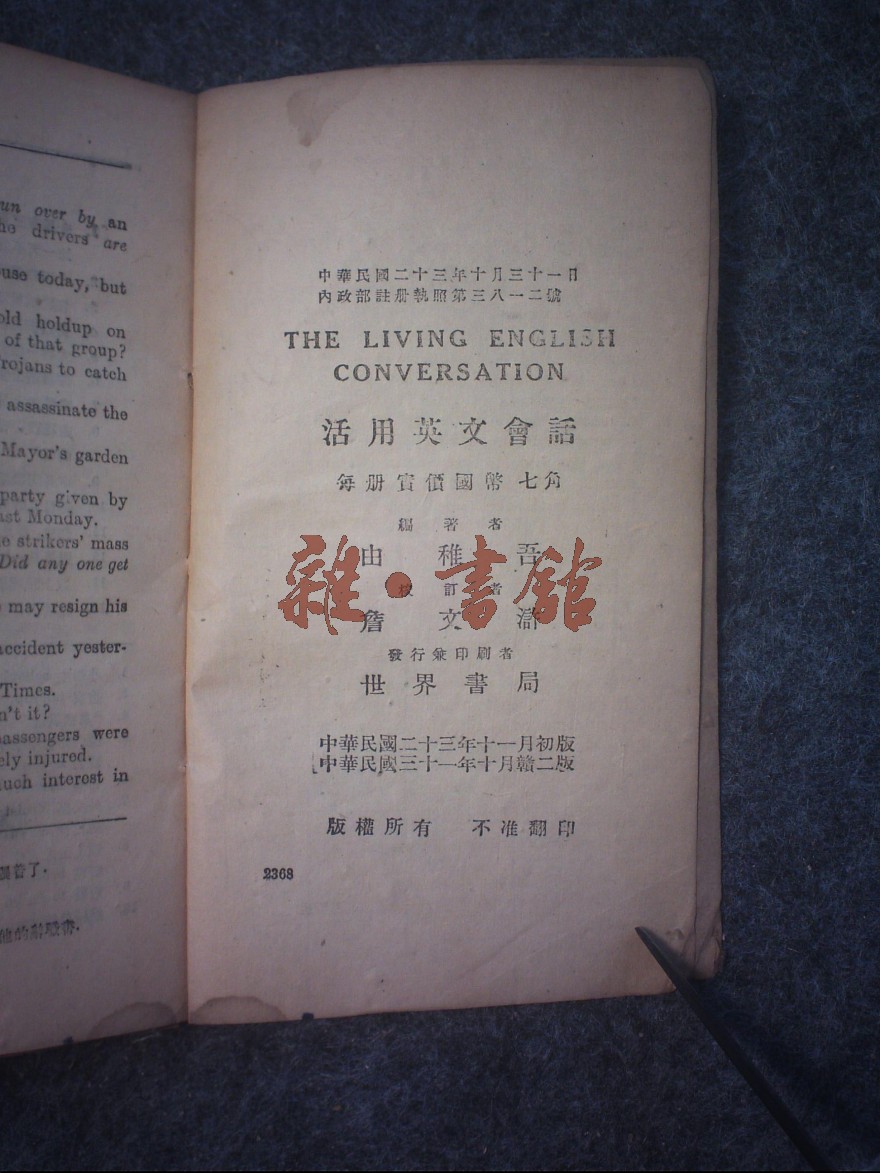 un over by an
he drivers are
use today, but
old holdup on
of that group?
rojans to catch
assassinate the
Mayor's garden
party given by
ast Monday.
e strikers' mass
Did any one get
may resign his
accident yester-
Times.
n't it?
assengers were
ely injured.
uch interest in
中華民國二十三年十月三十一日
內政部註册執照第三八一二號
THE LIVING ENGLISH
CONVERSATION
活用英文會話
每册實價國幣七角
編著者
由稚吾
校訂者
詹文滸
雜·書館
發行兼印刷者
世界書局
中華民國二十三年十一月初版
中華民國三十一年十月贛二版
版權所有 不准翻印
2368